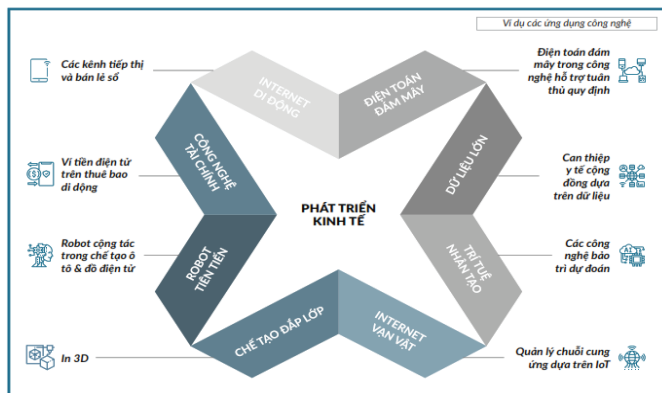 Ví dụ các ứng dụng công nghệ
Các kênh tiếp thị
và bán lẻ số
INTERNET
DI ĐỘNG
ĐIỆN TOÁN
ĐÁM MÂY
Điện toán đám
mây trong công
nghệ hỗ trợ tuân
thủ quy định
CÔNG NGHỆ
TÀI CHÍNH
Ví tiền điện tử
trên thuê bao
di động
DỮ LIỆU LỚN
Can thiệp
y tế cộng
đồng dựa
trên dữ liệu
PHÁT TRIỂN
KINH TẾ
Robot cộng tác
trong chế tạo ô
tô & đồ điện tử
ROBOT
TIÊN TIẾN
TRÍ TUỆ
NHÂN TẠO
Các công
nghệ bảo
trì dự đoán
AI
In 3D
CHẾ TẠO ĐẮP LỚP
INTERNET
VẠN VẬT
Quản lý chuỗi cung
ứng dựa trên IoT